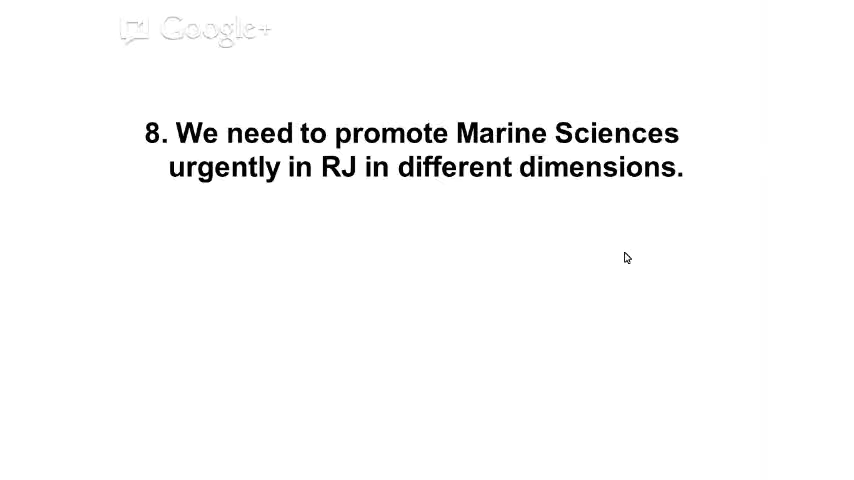 Google+
8. We need to promote Marine Sciences
urgently in RJ in different dimensions.